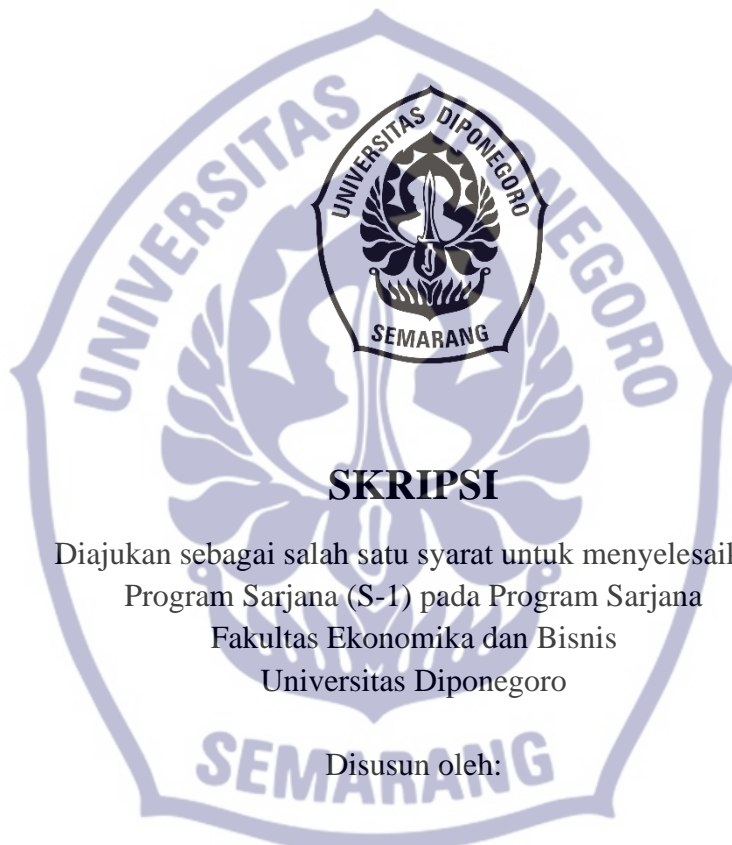 UNIVERSITAS DIPONEGORO
SEMARANG
UNIVERSITAS DIPONEGORO
SEMARANG
SKRIPSI
Diajukan sebagai salah satu syarat untuk menyelesaik
Program Sarjana (S-1) pada Program Sarjana
Fakultas Ekonomika dan Bisnis
Universitas Diponegoro
Disusun oleh: